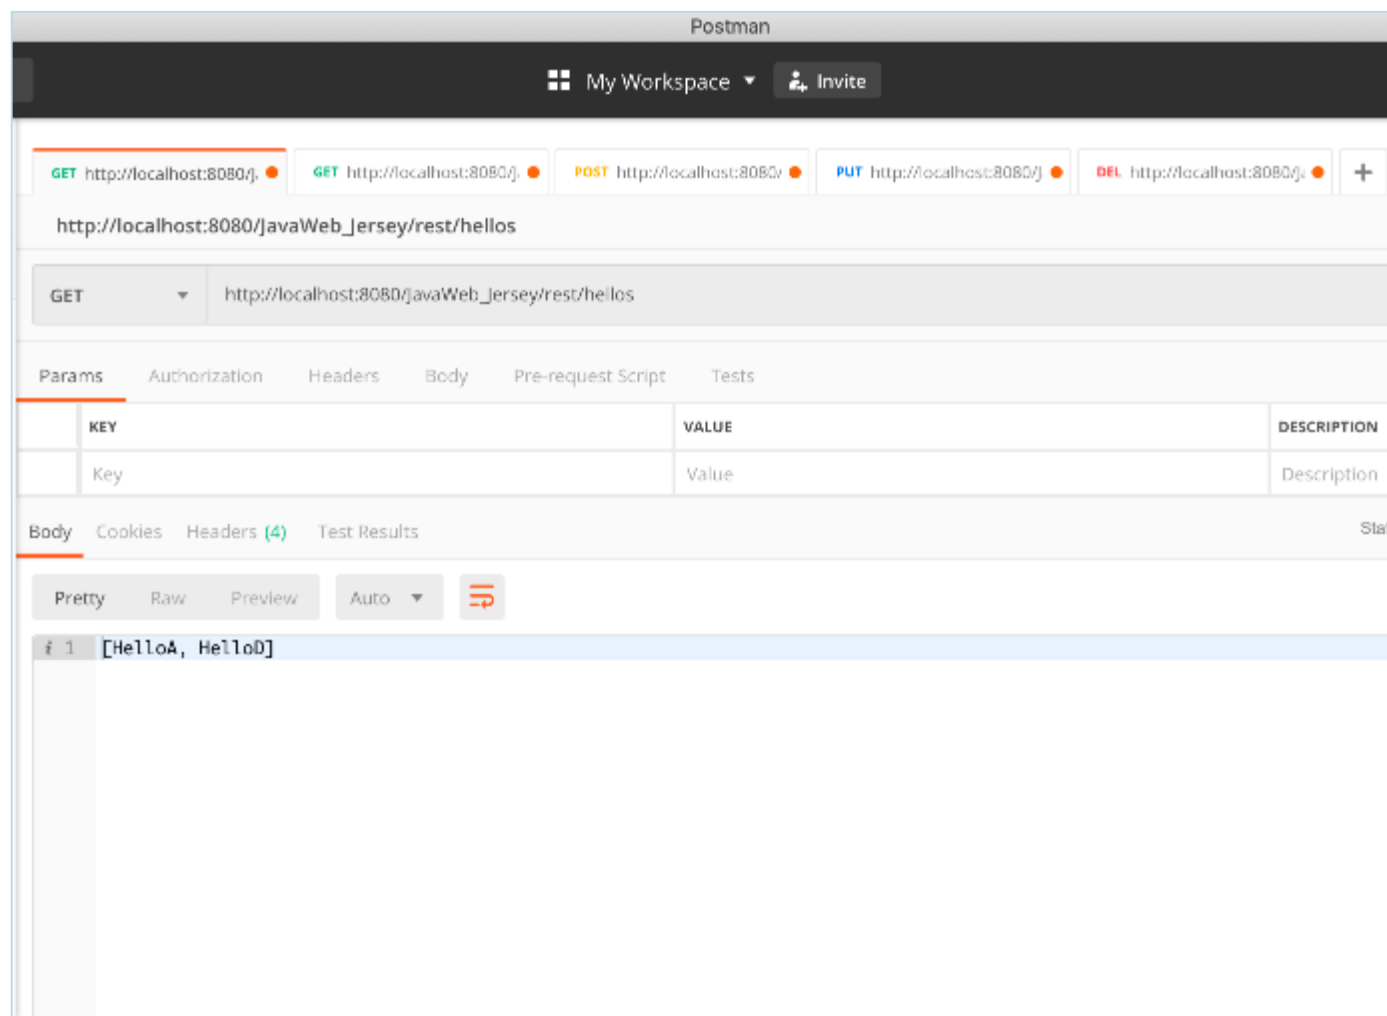 Postman
My Workspace Invite
GET http://localhost:8080/J. GET http://localhost:8080/J. POST http://localhost:8080/ PUT http://localhost:8080/J DEL http://localhost:8080/Ja +
http://localhost:8080/JavaWeb_Jersey/rest/hellos
GET http://localhost:8080/JavaWeb_Jersey/rest/hellos
Params Authorization Headers Body Pre-request Script Tests
KEY VALUE DESCRIPTION
Key Value Description
Body Cookies Headers (4) Test Results Sta
Pretty Raw Preview Auto
i 1 [HelloA, HelloD]